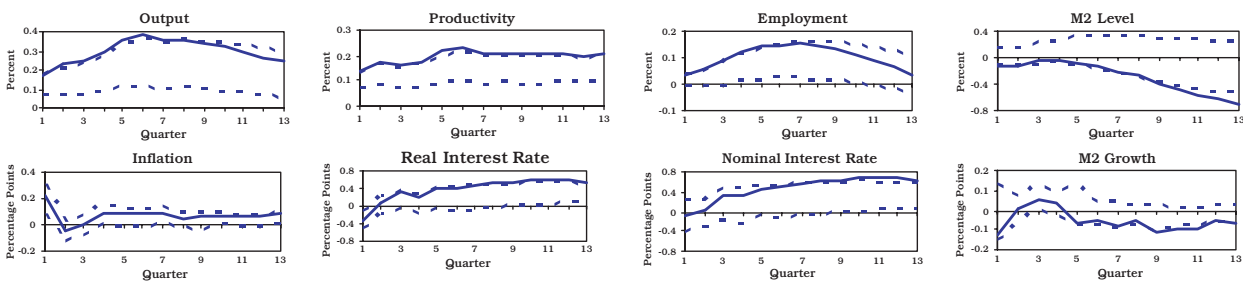 Output
Percent
0.4
0.3
0.2
0.1
0
1 3 5 7 9 11 13
Quarter
Productivity
Percent
0.3
0.2
0.1
0
1 3 5 7 9 11 13
Quarter
Employment
Percent
0.2
0.1
0
-0.1
1 3 5 7 9 11 13
Quarter
M2 Level
Percent
0.4
0
-0.4
-0.8
1 3 5 7 9 11 13
Quarter
Inflation
Percentage Points
0.4
0.2
0
-0.2
1 3 5 7 9 11 13
Quarter
Real Interest Rate
Percentage Points
0.8
0.4
0
-0.4
-0.8
1 3 5 7 9 11 13
Quarter
Nominal Interest Rate
Percentage Points
0.8
0.4
0
-0.4
-0.8
1 3 5 7 9 11 13
Quarter
M2 Growth
Percentage Points
0.2
0.1
0
-0.1
-0.2
1 3 5 7 9 11 13
Quarter